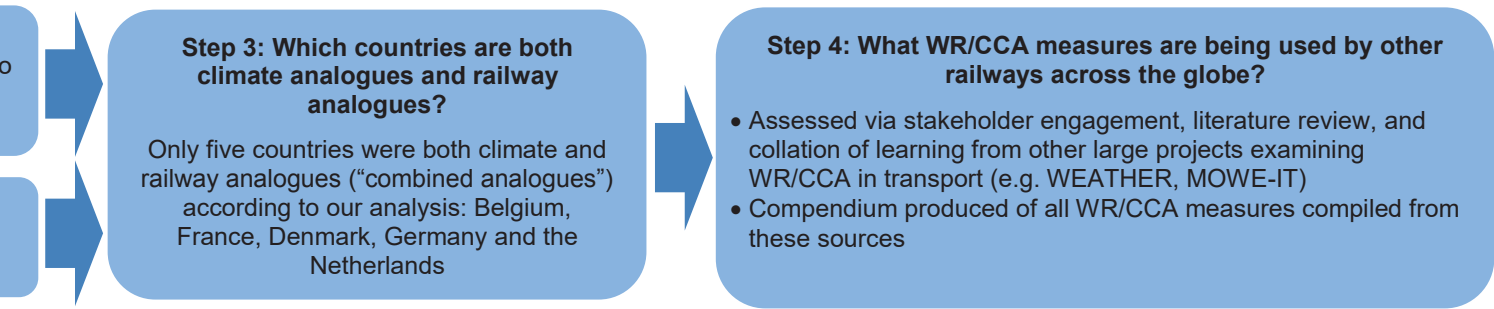 o
Step 3: Which countries are both
climate analogues and railway
analogues?
Only five countries were both climate and
railway analogues (“combined analogues”)
according to our analysis: Belgium,
France, Denmark, Germany and the
Netherlands
Step 4: What WR/CCA measures are being used by other
railways across the globe?
• Assessed via stakeholder engagement, literature review, and
collation of learning from other large projects examining
WR/CCA in transport (e.g. WEATHER, MOWE-IT)
• Compendium produced of all WR/CCA measures compiled from
these sources